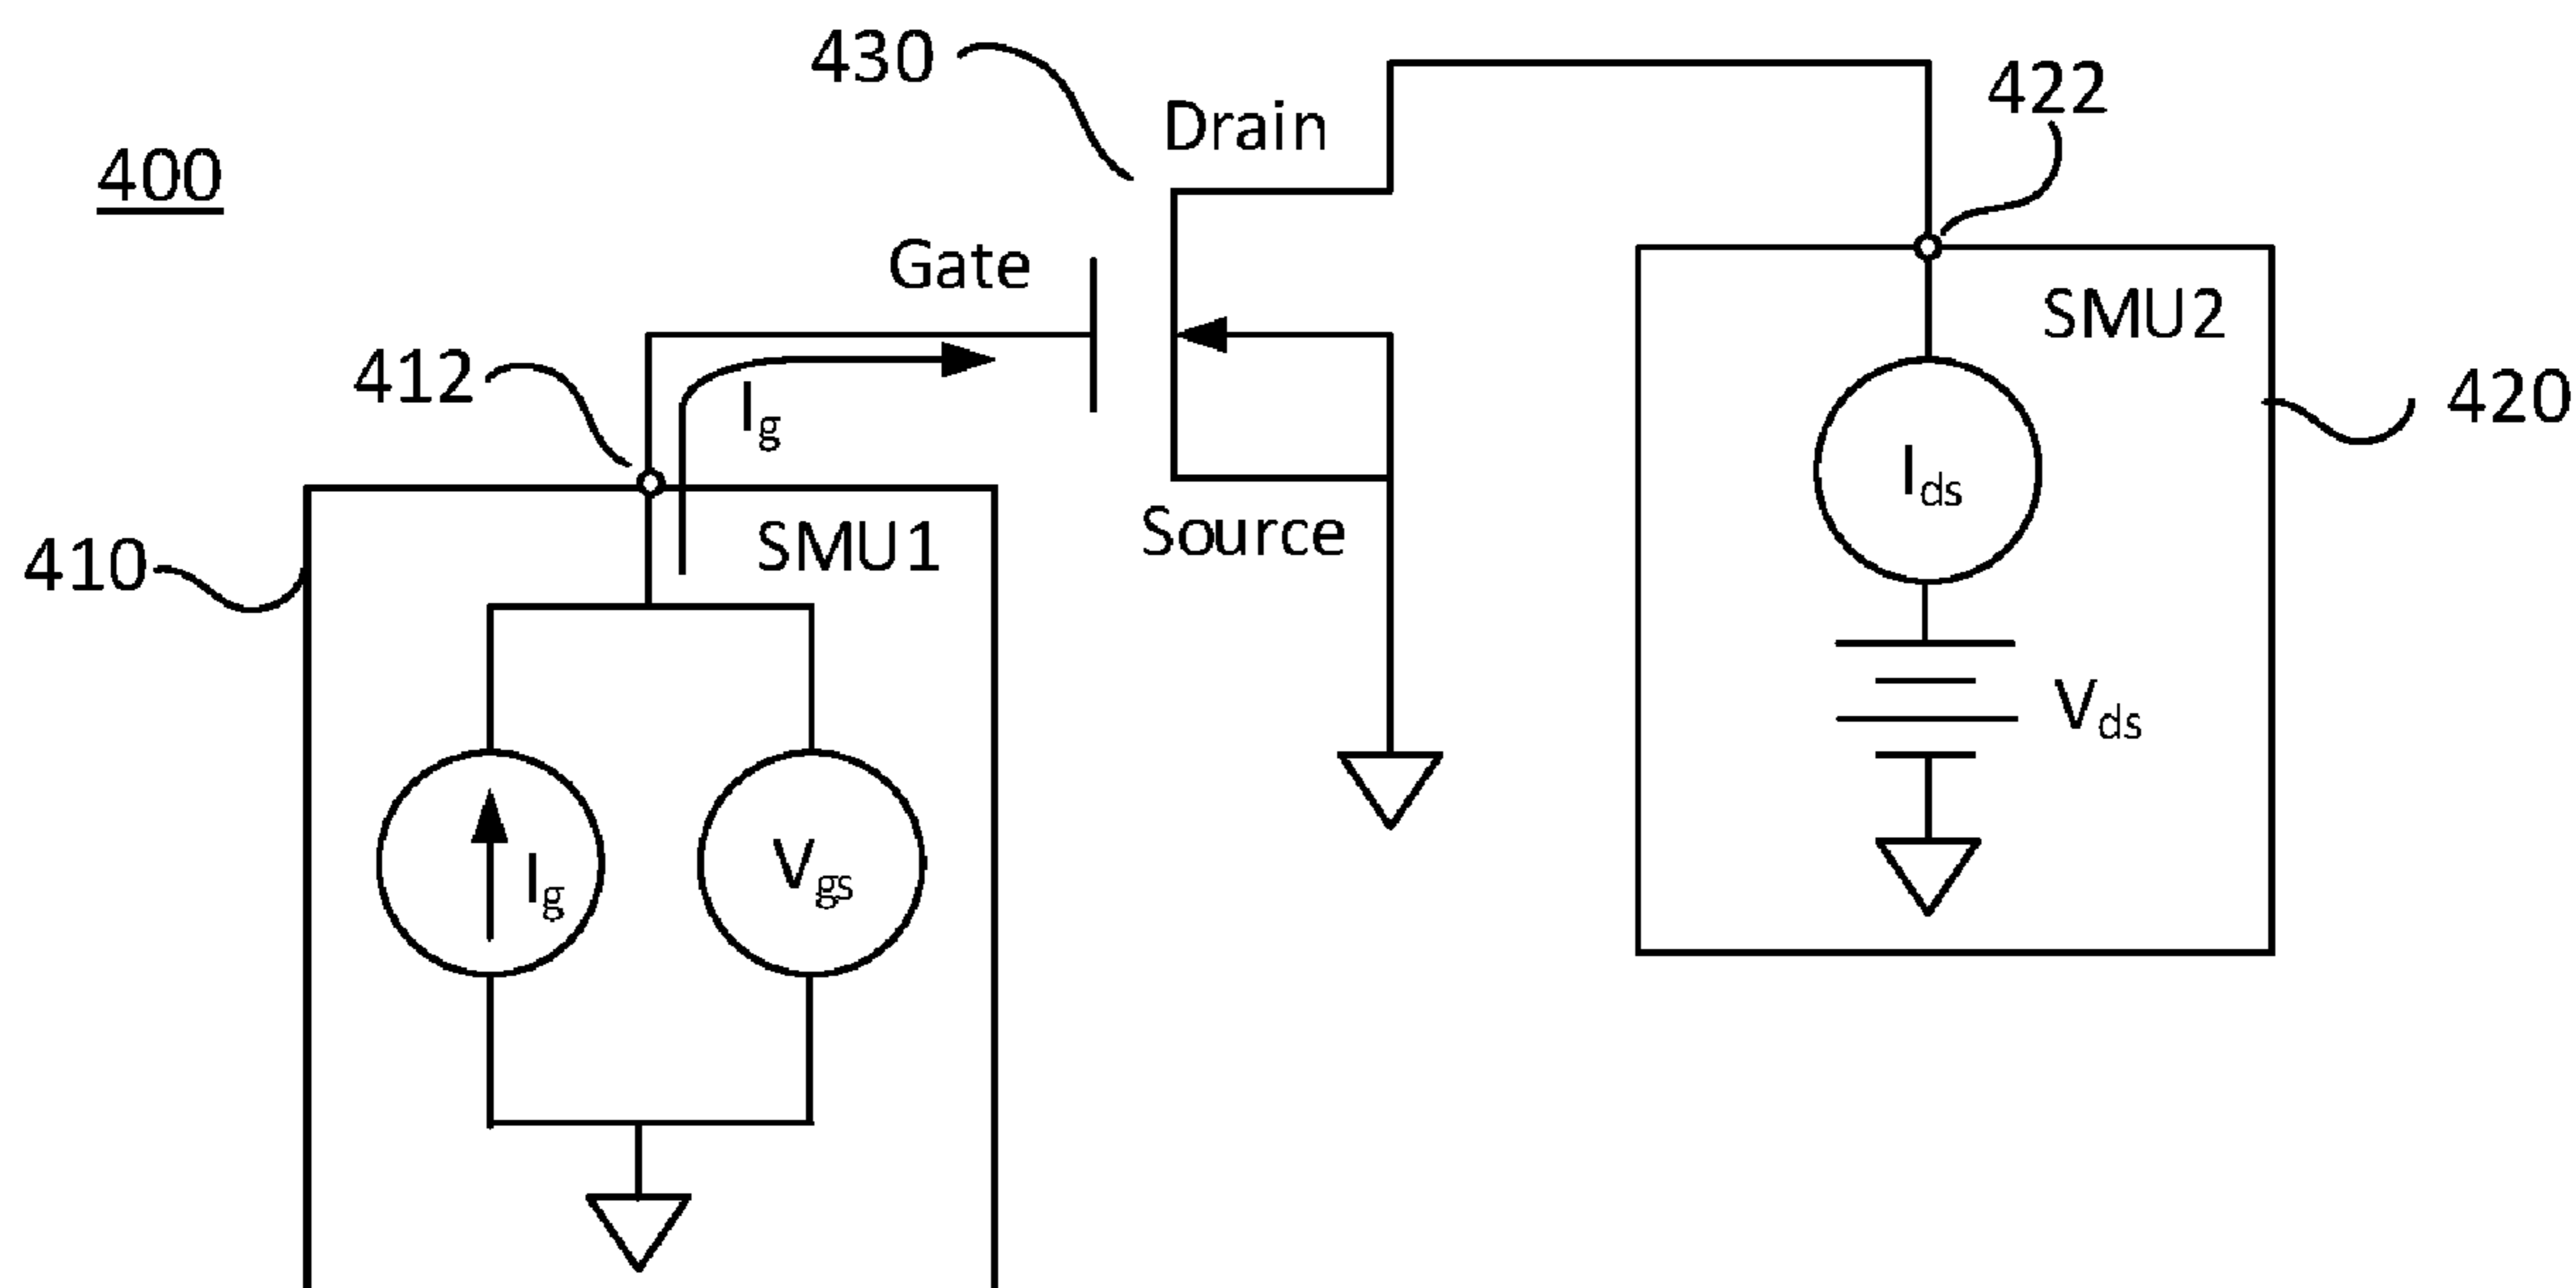 430
422
Drain
400
Gate
SMU2
412
420
Ig
Ids
SMU1
Source
410
Vds
Vgs
Ig